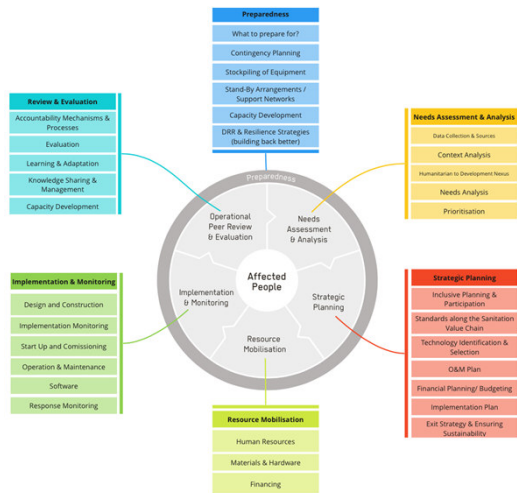 Preparedness
What to prepare for?
Contingency Planning
Stockpiling of Equipment
Stand-By Arrangements /
Support Networks
Capacity Development
DRR & Resilience Strategies
(building back better)
Review & Evaluation
Accountability Mechanisms &
Processes
Evaluation
Learning & Adaptation
Knowledge Sharing &
Management
Capacity Development
Needs Assessment & Analysis
Data Collection & Sources
Context Analysis
Humanitarian to Development Nexus
Needs Analysis
Prioritisation
Preparedness
Operational
Peer Review
& Evaluation
Needs
Assessment
& Analysis
Affected
People
Implementation
& Monitoring
Strategic
Planning
Resource
Mobilisation
Implementation & Monitoring
Design and Construction
Implementation Monitoring
Start Up and Comissioning
Operation & Maintenance
Software
Response Monitoring
Strategic Planning
Inclusive Planning &
Participation
Standards along the Sanitation
Value Chain
Technology Identification &
Selection
O&M Plan
Financial Planning/ Budgeting
Implementation Plan
Exit Strategy & Ensuring
Sustainability
Resource Mobilisation
Human Resources
Materials & Hardware
Financing